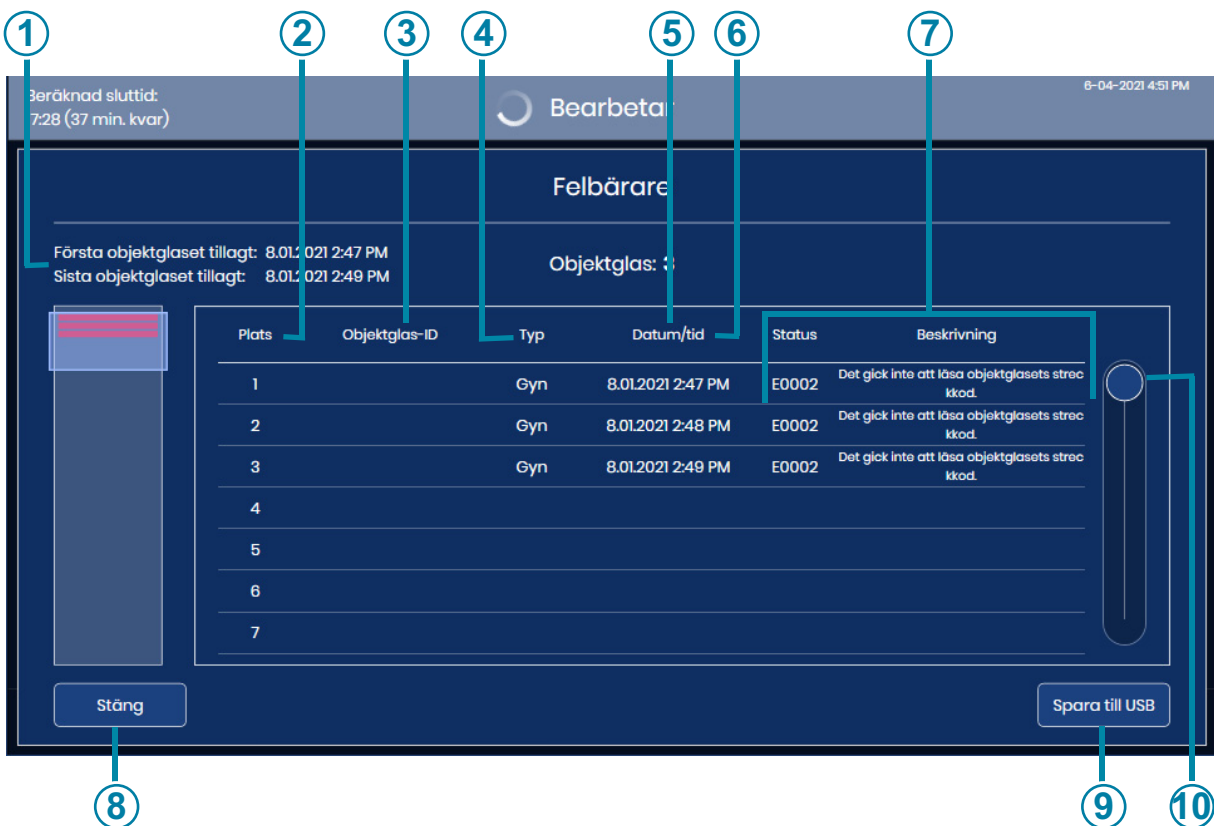 1 2 3 4 5 6 7
Beräknad sluttid:
7:28 (37 min. kvar)
Bearbetar
6-04-2021 4:51 PM
Felbärare
Första objektglaset tillagt: 8.01.2021 2:47 PM
Sista objektglaset tillagt: 8.01.2021 2:49 PM
Objektglas: 3
Plats Objektglas-ID Typ Datum/tid Status Beskrivning
1 Gyn 8.01.2021 2:47 PM E0002 Det gick inte att läsa objektglasets strec
kkod.
2 Gyn 8.01.2021 2:48 PM E0002 Det gick inte att läsa objektglasets strec
kkod.
3 Gyn 8.01.2021 2:49 PM E0002 Det gick inte att läsa objektglasets strec
kkod.
4
5
6
7
10
Stäng
Spara till USB
8 9